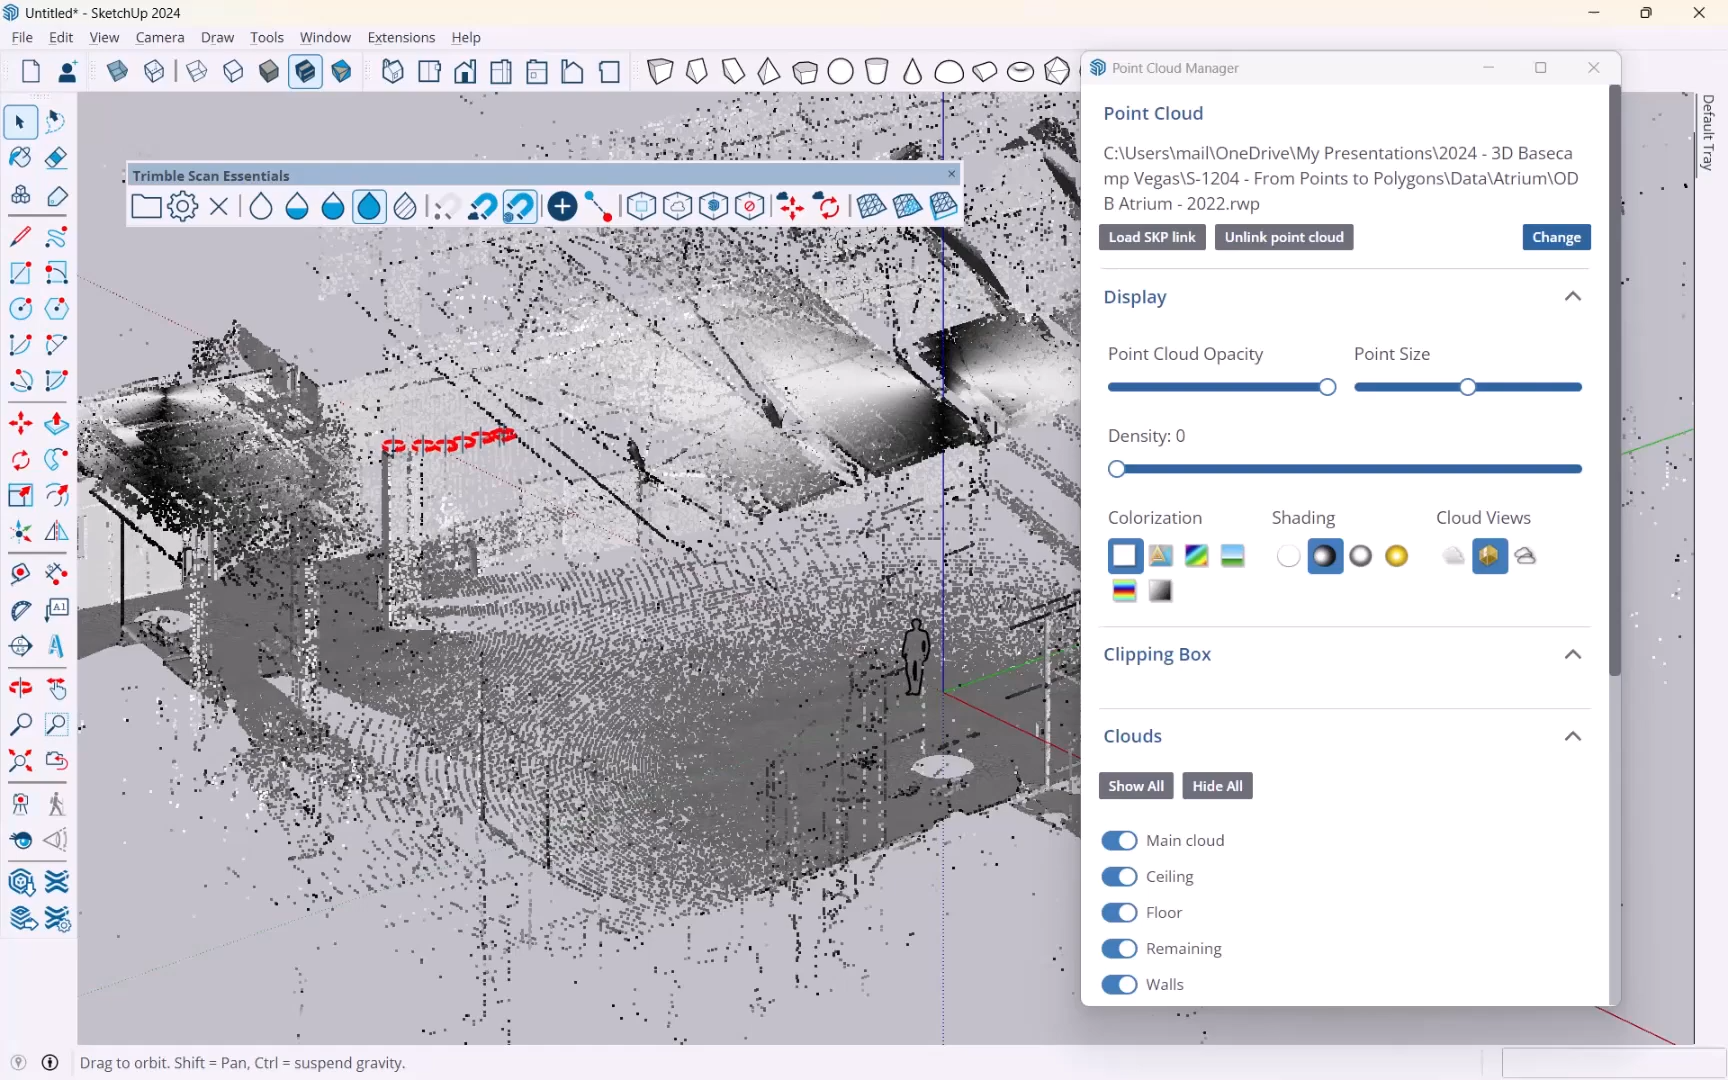 Untitled* - SketchUp 2024
File Edit View Camera Draw Tools Window Extensions Help
Trimble Scan Essentials
Point Cloud Manager
Point Cloud
C:\Users\mail\OneDrive\My Presentations\2024 - 3D Baseca
mp Vegas\S-1204 - From Points to Polygons\Data\Atrium\OD
B Atrium - 2022.rwp
Load SKP link Unlink point cloud Change
Display
Point Cloud Opacity Point Size
Density: 0
Colorization Shading Cloud Views
Clipping Box
Clouds
Show All Hide All
Main cloud
Ceiling
Floor
Remaining
Walls
Default Tray
A1
Drag to orbit. Shift = Pan, Ctrl = suspend gravity.